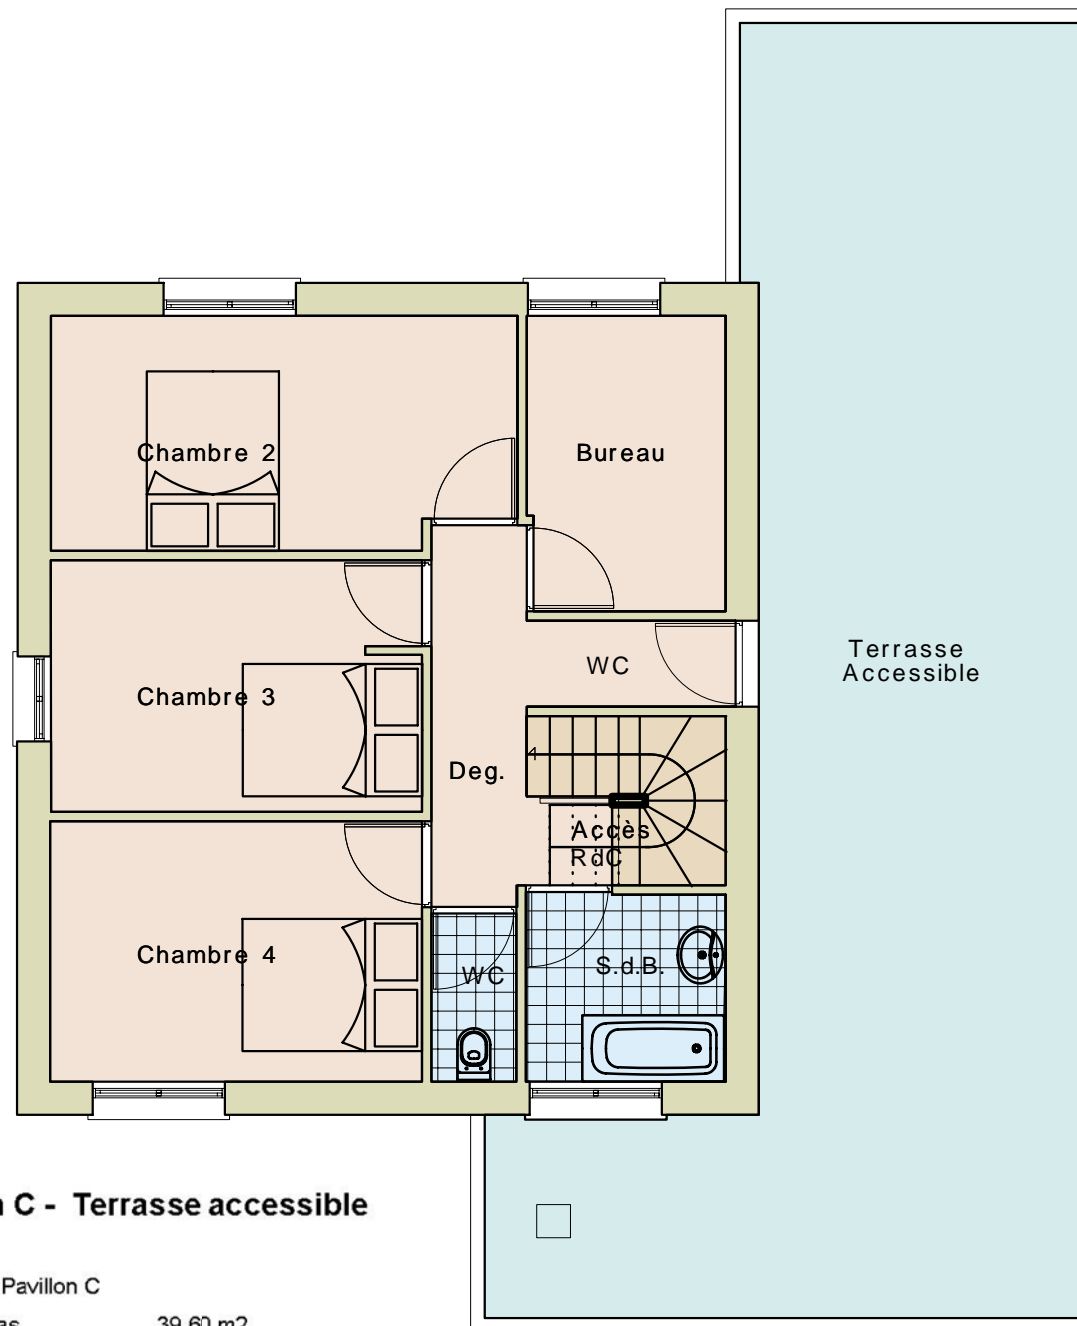 Chambre 2
Bureau
Terrasse
Accessible
WC
Chambre 3
Deg.
Accès
RdC
Chambre 4
WC
S.d.B.
C - Terrasse accessible
Pavillon C
39.60 m2